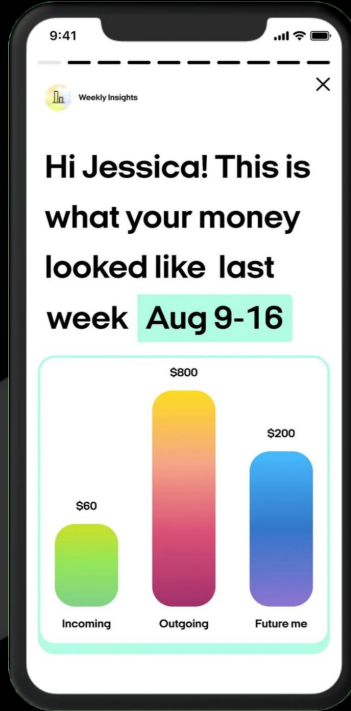 9:41
Weekly Insights
Hi Jessica! This is
what your money
looked like last
week Aug 9-16
$800
$200
$60
Incoming Outgoing Future me